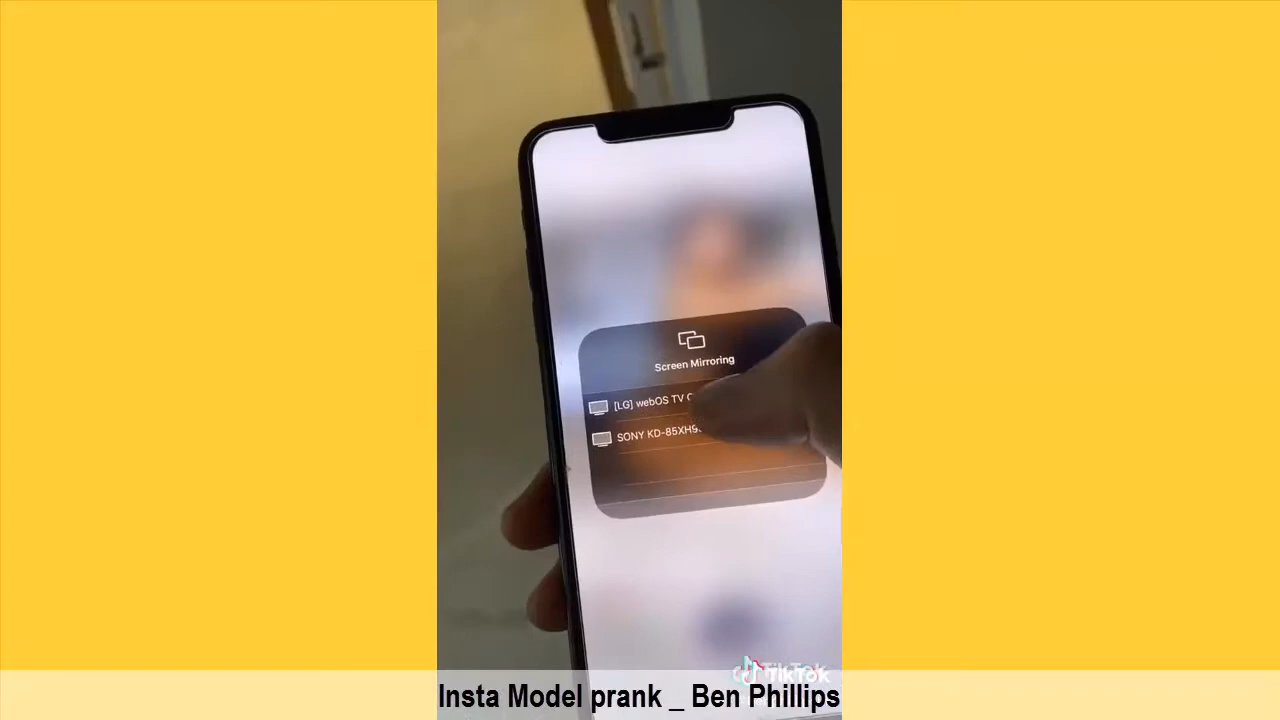 Screen Mirroring
[LG] webOS TV
SONY KD-85XH9
TikTok
Insta Model prank _ Ben Phillips